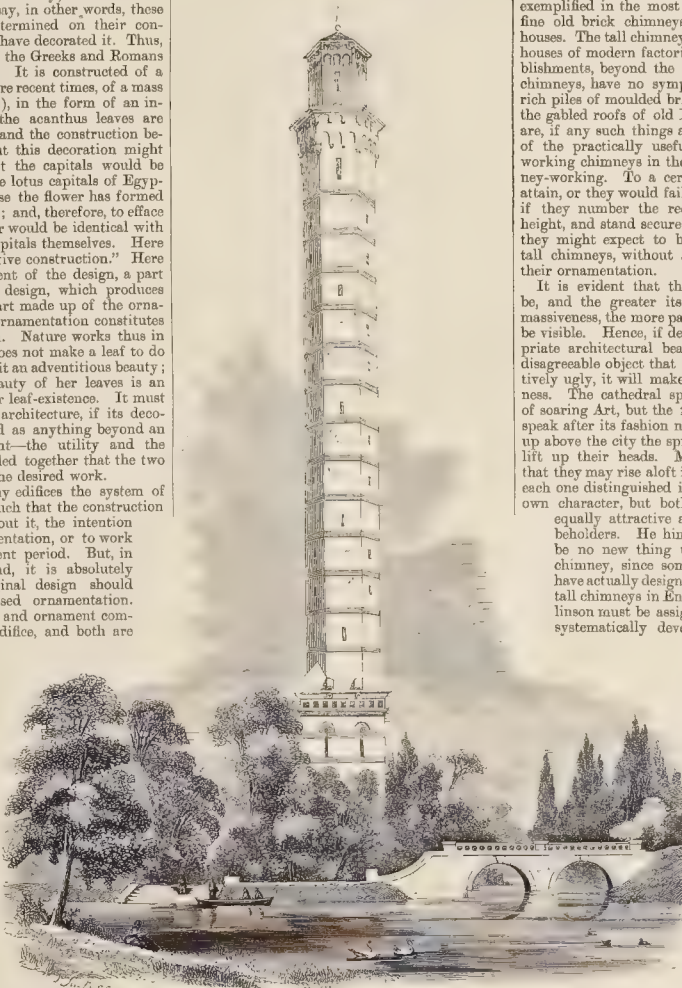 ay, in other words, these
termined on their con-
have decorated it. Thus,
the Greeks and Romans
It is constructed of a
re recent times, of a mass
), in the form of an in-
the acanthus leaves are
and the construction be-
at this decoration might
t the capitals would be
e lotus capitals of Egyp-
se the flower has formed
; and, therefore, to efface
r would be identical with
pitals themselves. Here
tive construction." Here
ent of the design, a part
design, which produces
art made up of the orna-
rnamentation constitutes
Nature works thus in
oes not make a leaf to do
it an adventitious beauty;
auty of her leaves is an
r leaf-existence. It must
architecture, if its deco-
d as anything beyond an
nt—the utility and the
led together that the two
he desired work.
ny edifices the system of
uch that the construction
out it, the intention
entation, or to work
ent period. But, in
nd, it is absolutely
inal design should
sed ornamentation.
and ornament com-
difice, and both are
exemplified in the most
fine old brick chimneys
houses. The tall chimney
houses of modern factori
blishments, beyond the
chimneys, have no symp
rich piles of moulded br
the gabled roofs of old
are, if any such things a
of the practically usefu
working chimneys in the
ney-working. To a cer
attain, or they would fail
if they number the re
height, and stand secure
they might expect to b
tall chimneys, without
their ornamentation.
It is evident that th
be, and the greater its
massiveness, the more pa
be visible. Hence, if de
priate architectural bea
disagreeable object that
tively ugly, it will make
ness. The cathedral sp
of soaring Art, but the
speak after its fashion n
up above the city the sp
lift up their heads. M
that they may rise aloft i
each one distinguished i
own character, but both
equally attractive a
beholders. He him
be no new thing
chimney, since som
have actually design
tall chimneys in En
linson must be assig
systematically deve